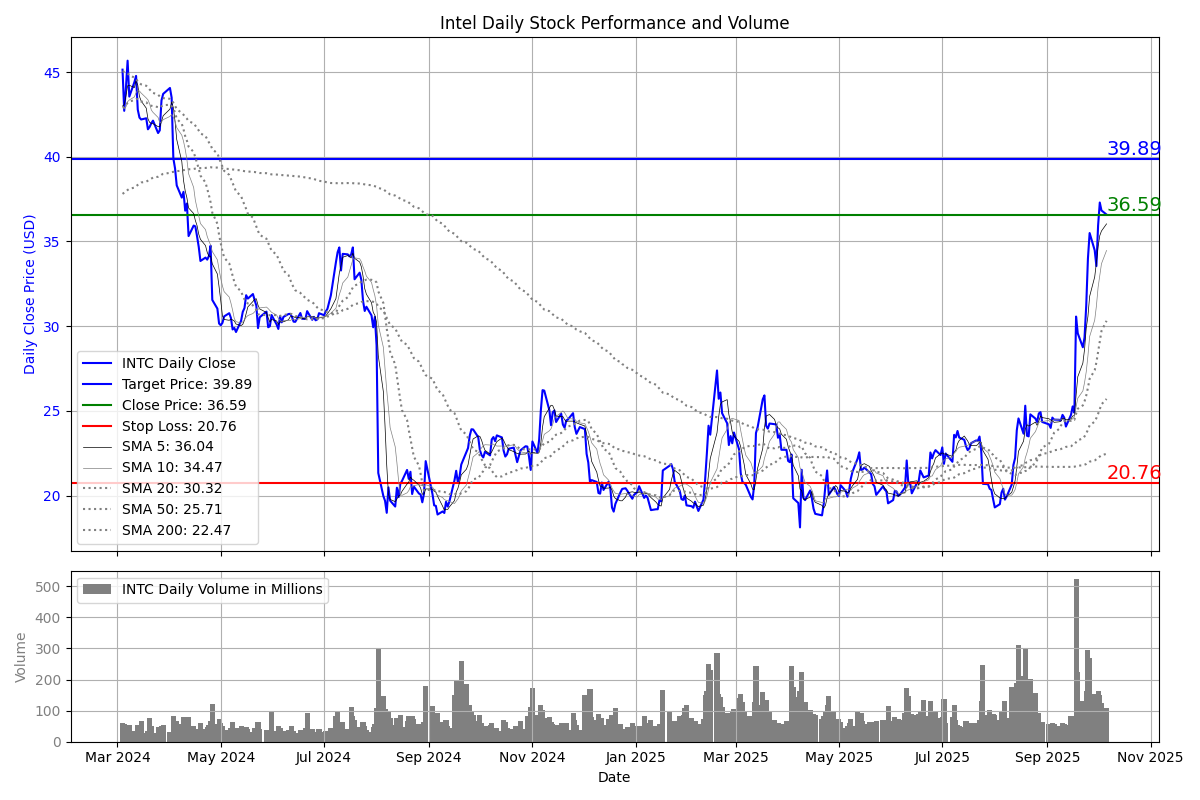 Intel Daily Stock Performance and Volume
Daily Close Price (USD)
45
40
35
30
25
20
39.89
36.59
20.76
INTC Daily Close
Target Price: 39.89
Close Price: 36.59
Stop Loss: 20.76
SMA 5: 36.04
SMA 10: 34.47
SMA 20: 30.32
SMA 50: 25.71
SMA 200: 22.47
Volume
500
400
300
200
100
0
INTC Daily Volume in Millions
Mar 2024 May 2024 Jul 2024 Sep 2024 Nov 2024 Jan 2025 Mar 2025 May 2025 Jul 2025 Sep 2025 Nov 2025
Date